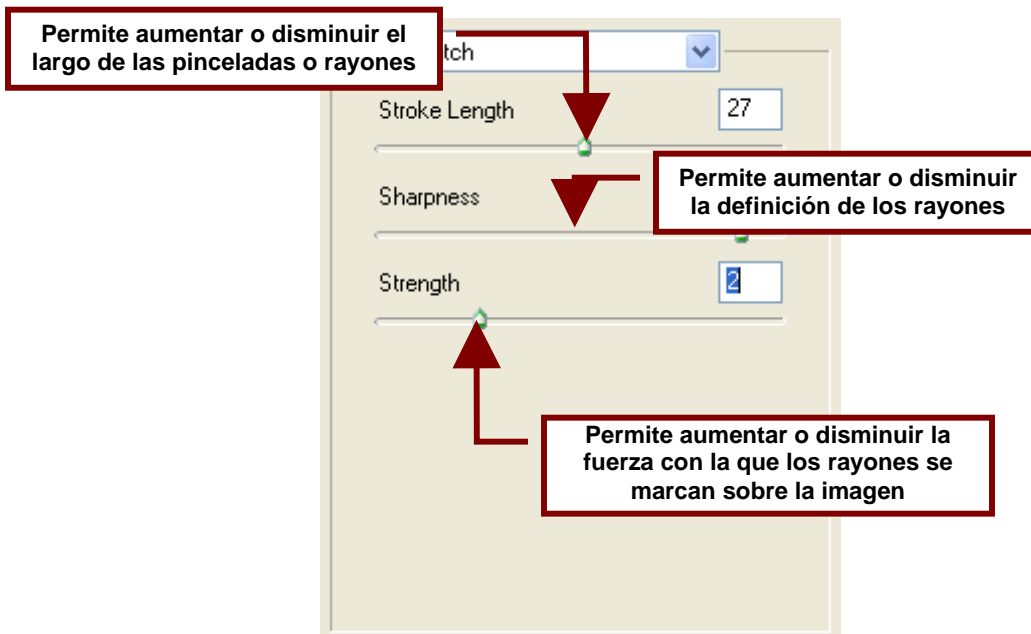 Permite aumentar o disminuir el
largo de las pinceladas o rayones
Stroke Length
27
Sharpness
Permite aumentar o disminuir
la definición de los rayones
Strength
2
Permite aumentar o disminuir la
fuerza con la que los rayones se
marcan sobre la imagen